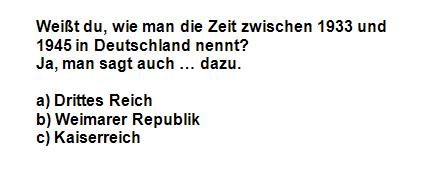 Weißt du, wie man die Zeit zwischen 1933 und
1945 in Deutschland nennt?
Ja, man sagt auch … dazu.
a) Drittes Reich
b) Weimarer Republik
c) Kaiserreich